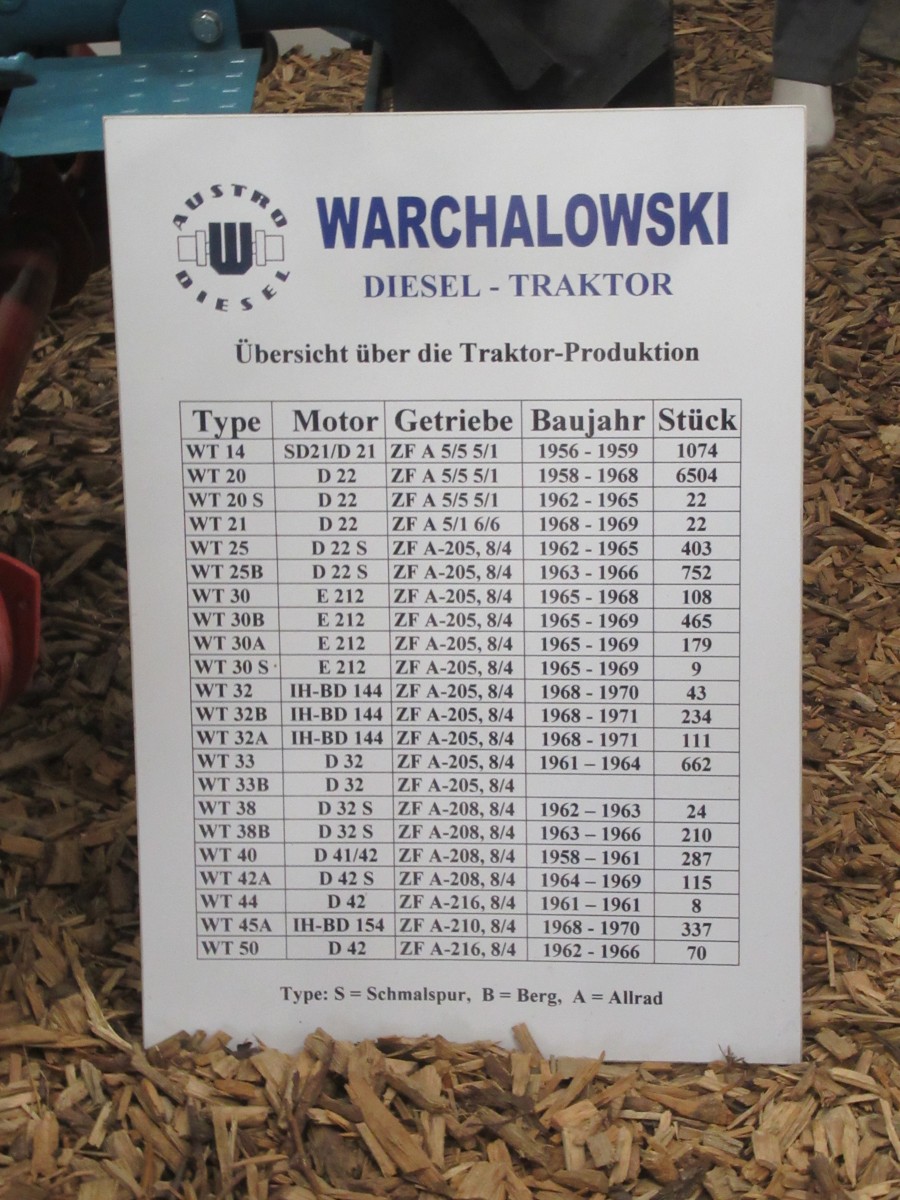 AUSTRO
W
DIESEL
WARCHALOWSKI
DIESEL - TRAKTOR
Übersicht über die Traktor-Produktion
Type Motor Getriebe Baujahr Stück
WT 14 SD21/D 21 ZF A 5/5 5/1 1956 - 1959 1074
WT 20 D 22 ZF A 5/5 5/1 1958 - 1968 6504
WT 20 S D 22 ZF A 5/5 5/1 1962 - 1965 22
WT 21 D 22 ZF A 5/1 6/6 1968 - 1969 22
WT 25 D 22 S ZF A-205, 8/4 1962 - 1965 403
WT 25B D 22 S ZF A-205, 8/4 1963 - 1966 752
WT 30 E 212 ZF A-205, 8/4 1965 - 1968 108
WT 30B E 212 ZF A-205, 8/4 1965 - 1969 465
WT 30A E 212 ZF A-205, 8/4 1965 - 1969 179
WT 30 S E 212 ZF A-205, 8/4 1965 - 1969 9
WT 32 IH-BD 144 ZF A-205, 8/4 1968 - 1970 43
WT 32B IH-BD 144 ZF A-205, 8/4 1968 - 1971 234
WT 32A IH-BD 144 ZF A-205, 8/4 1968 - 1971 111
WT 33 D 32 ZF A-205, 8/4 1961 – 1964 662
WT 33B D 32 ZF A-205, 8/4
WT 38 D 32 S ZF A-208, 8/4 1962 – 1963 24
WT 38B D 32 S ZF A-208, 8/4 1963 – 1966 210
WT 40 D 41/42 ZF A-208, 8/4 1958 – 1961 287
WT 42A D 42 S ZF A-208, 8/4 1964 – 1969 115
WT 44 D 42 ZF A-216, 8/4 1961 – 1961 8
WT 45A IH-BD 154 ZF A-210, 8/4 1968 - 1970 337
WT 50 D 42 ZF A-216, 8/4 1962 - 1966 70
Type: S = Schmalspur, B = Berg, A = Allrad